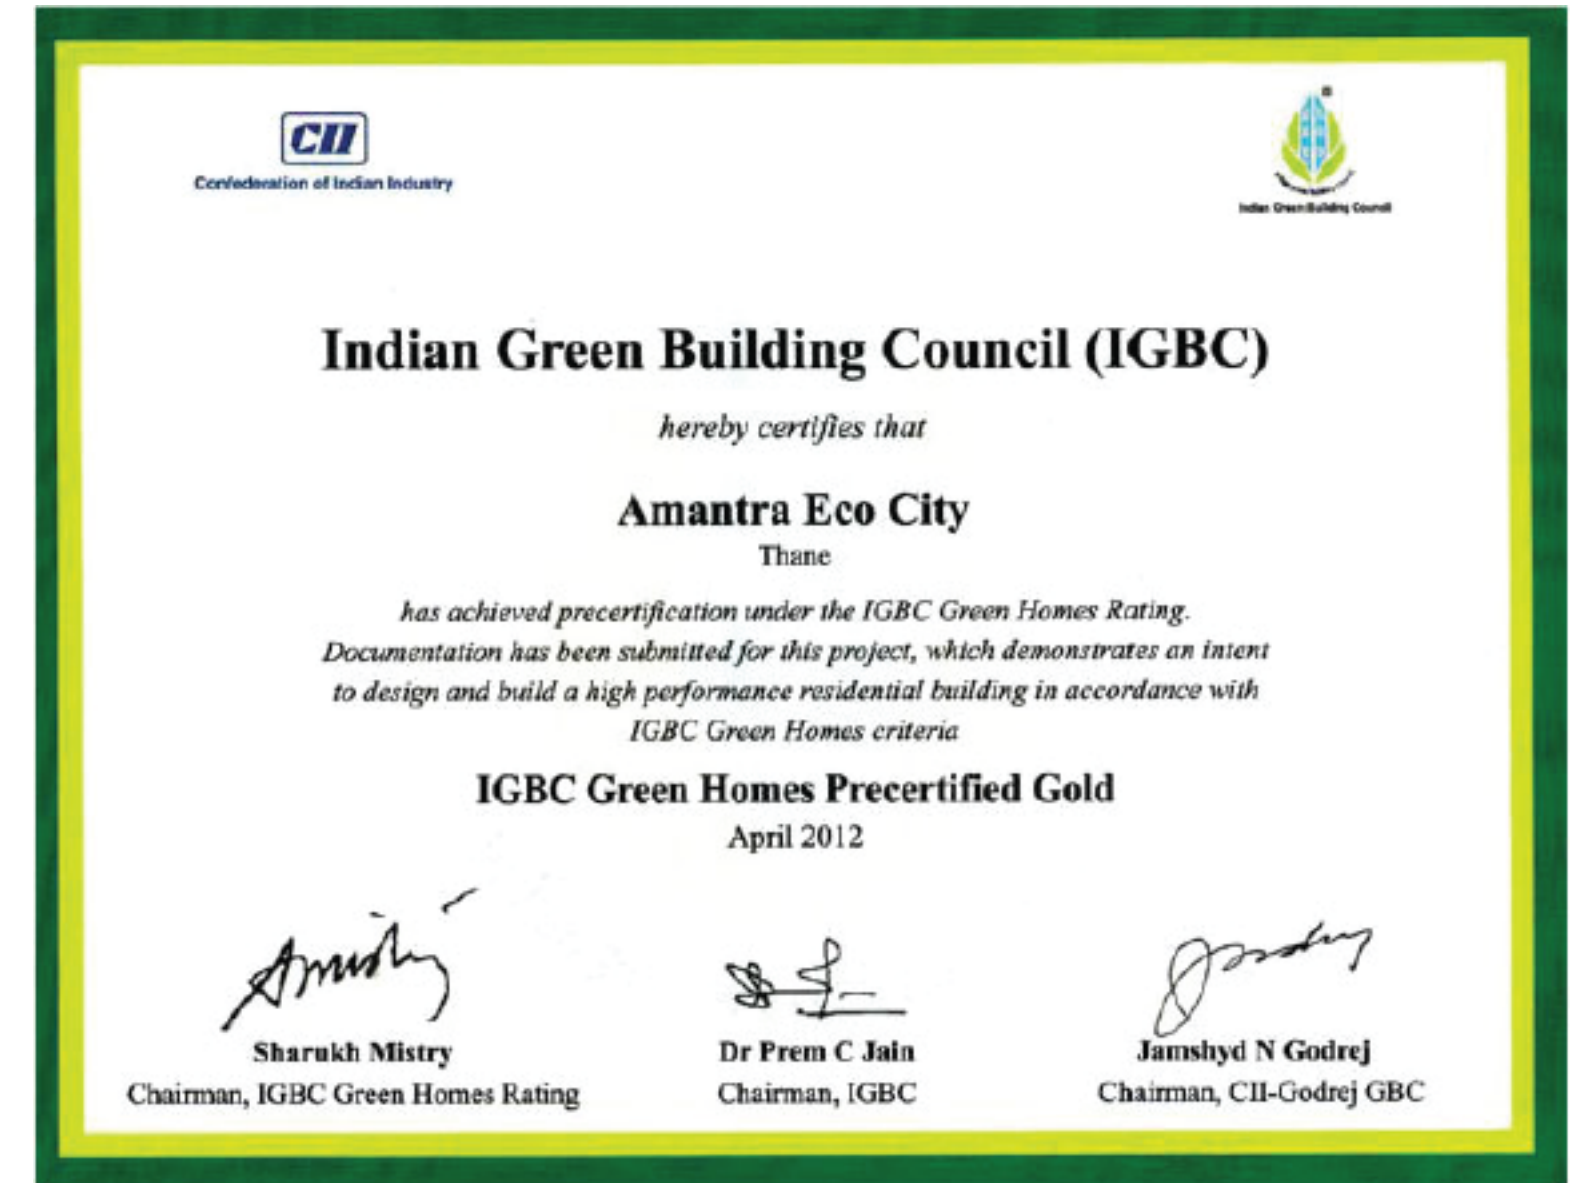 CII
Confederation of Indian Industry
®
Indian Green Building Council
Indian Green Building Council (IGBC)
hereby certifies that
Amantra Eco City
Thane
has achieved precertification under the IGBC Green Homes Rating.
Documentation has been submitted for this project, which demonstrates an intent
to design and build a high performance residential building in accordance with
IGBC Green Homes criteria
IGBC Green Homes Precertified Gold
April 2012
Sharukh Mistry
Chairman, IGBC Green Homes Rating
Dr Prem C Jain
Chairman, IGBC
Jamshyd N Godrej
Chairman, CII-Godrej GBC